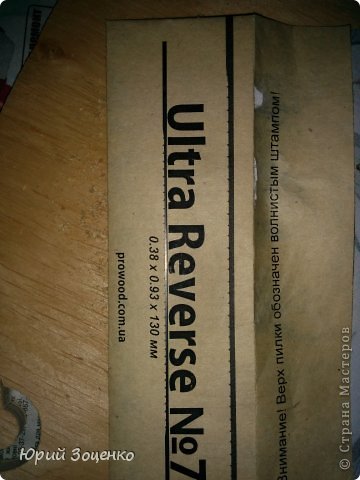 Ultra Reverse №7
0.38 x 0.93 x 130 мм
prowood.com.ua
Внимание! Верх пилки обозначен волнистым штампом!
Юрий Зоценко
© Страна Мастеров